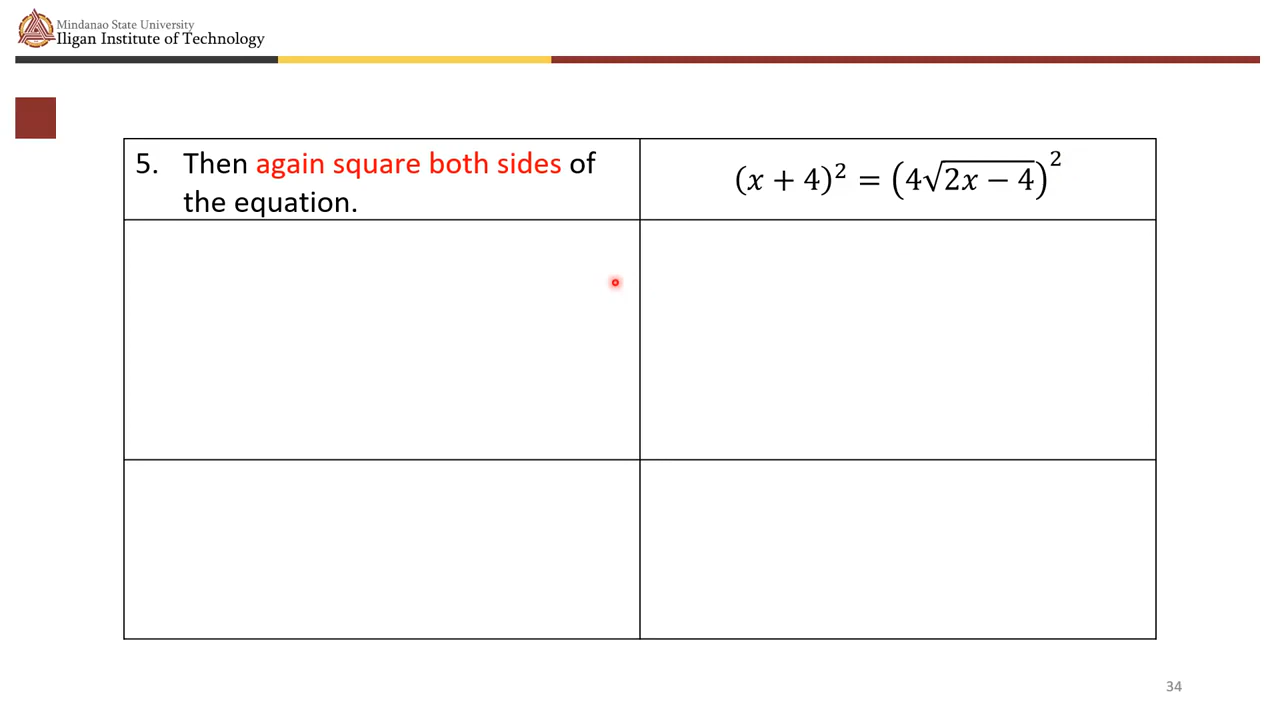 Mindanao State University
Iligan Institute of Technology
5. Then again square both sides of
the equation.
(x + 4)² = (4√(2x − 4))²
34